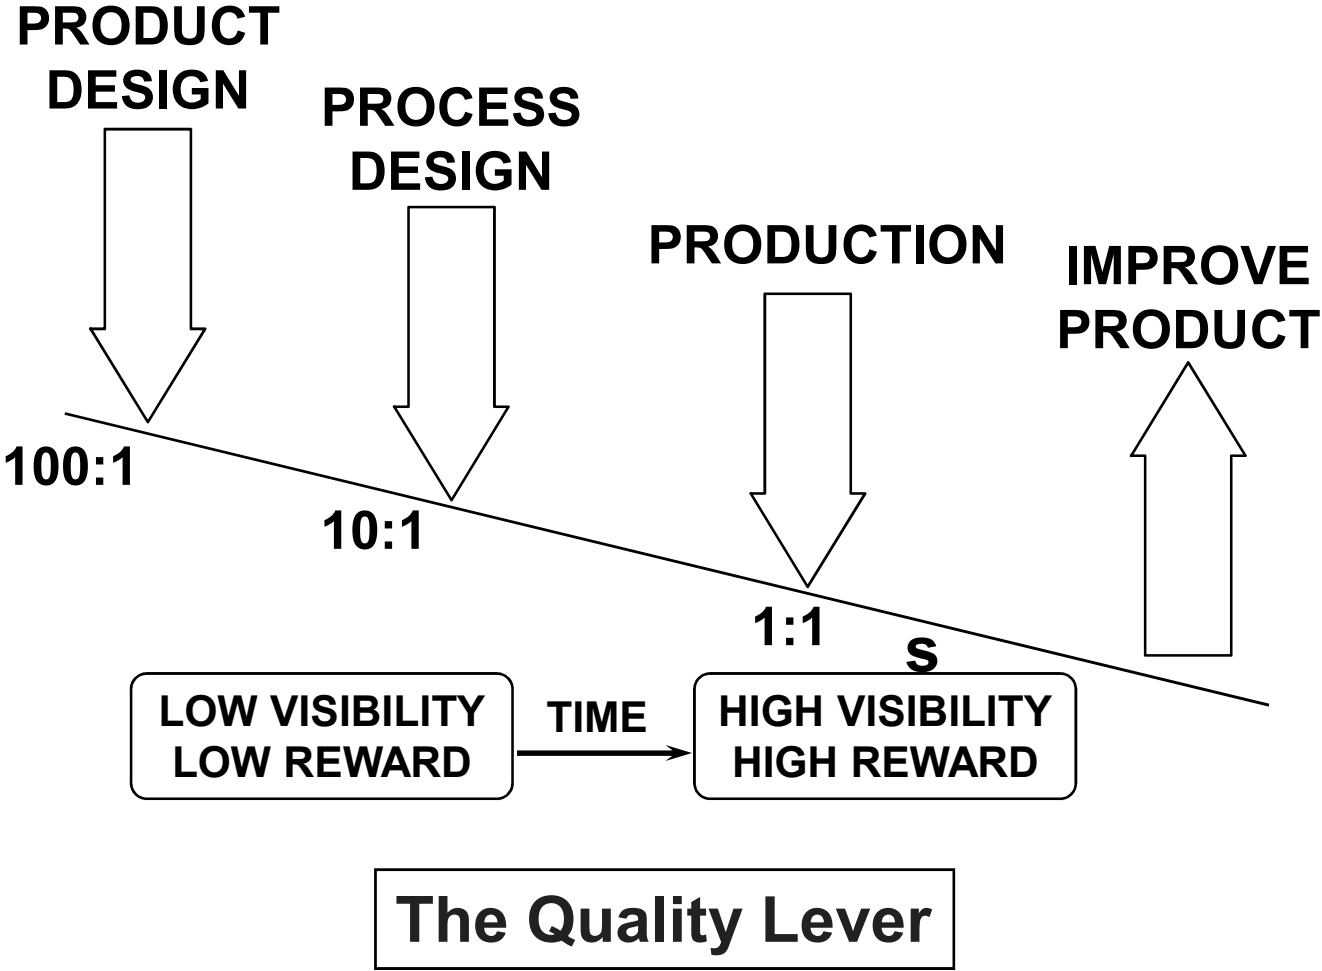 PRODUCT
DESIGN
PROCESS
DESIGN
PRODUCTION
IMPROVE
PRODUCT
100:1
10:1
1:1
s
LOW VISIBILITY
LOW REWARD
TIME
HIGH VISIBILITY
HIGH REWARD
The Quality Lever